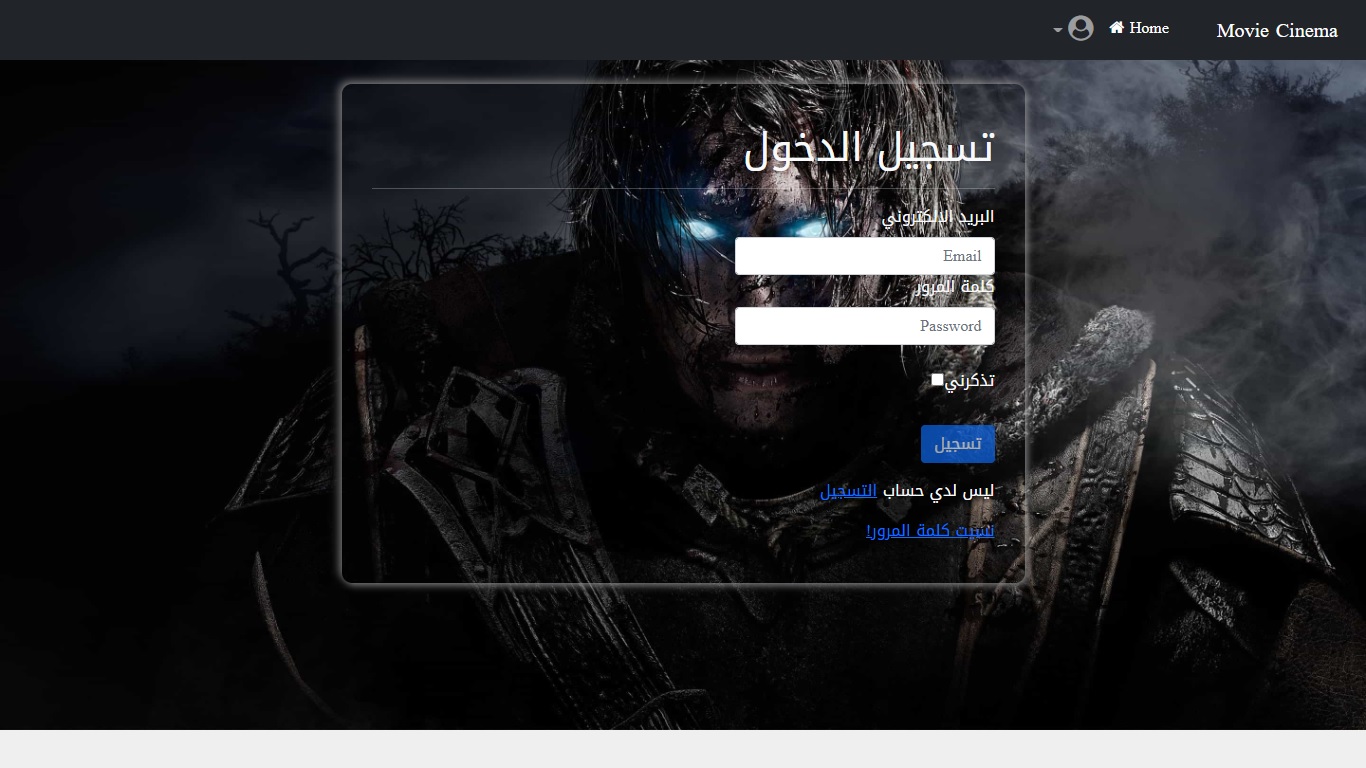 Movie Cinema
Home
تسجيل الدخول
البريد الالكتروني
Email
كلمة المرور
Password
تذكرني
تسجيل
ليس لدي حساب التسجيل
نسيت كلمة المرور!